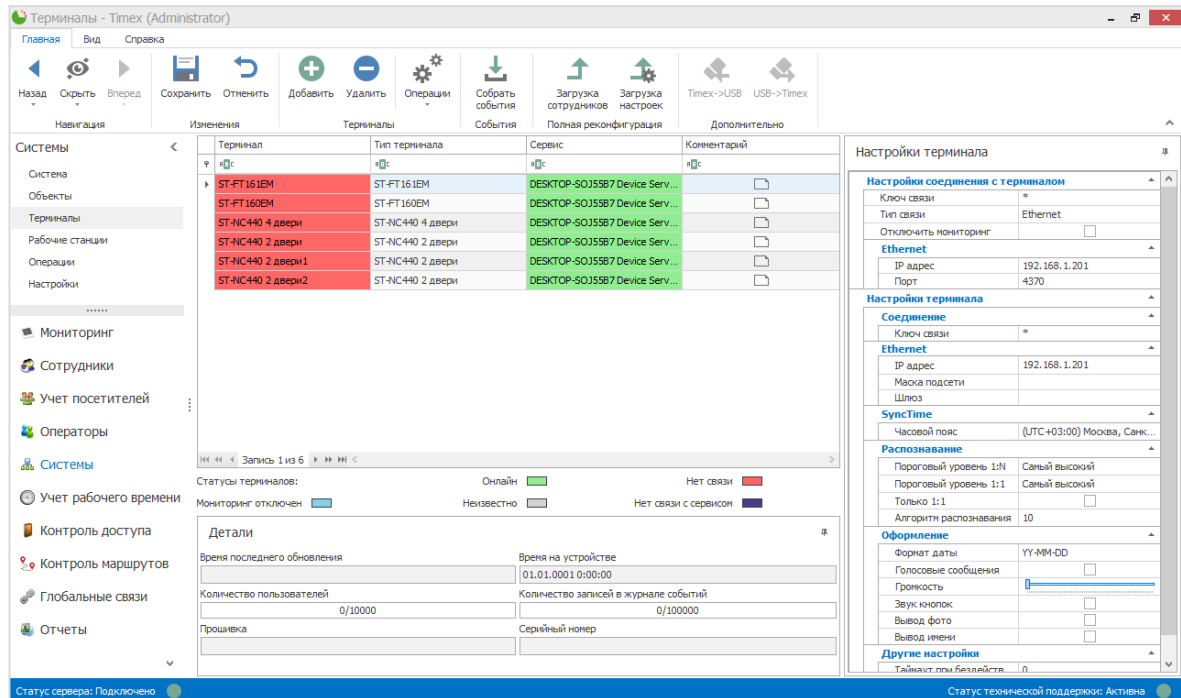 Терминалы - Timex (Administrator)
Главная Вид Справка
Назад Скрыть Вперед Сохранить Отменить Добавить Удалить Операции Собрать события Загрузка сотрудников Загрузка настроек Timex->USB USB->Timex
Навигация Изменения Терминалы События Полная реконфигурация Дополнительно
Системы
Система
Объекты
Терминалы
Рабочие станции
Операции
Настройки
Мониторинг
Сотрудники
Учет посетителей
Операторы
Системы
Учет рабочего времени
Контроль доступа
Контроль маршрутов
Глобальные связи
Отчеты
Терминал Тип терминала Сервис Комментарий
ST-FT161EM ST-FT161EM DESKTOP-SOJ55B7 Device Serv...
ST-FT160EM ST-FT160EM DESKTOP-SOJ55B7 Device Serv...
ST-NC440 4 двери ST-NC440 4 двери DESKTOP-SOJ55B7 Device Serv...
ST-NC440 2 двери ST-NC440 2 двери DESKTOP-SOJ55B7 Device Serv...
ST-NC440 2 двери1 ST-NC440 2 двери DESKTOP-SOJ55B7 Device Serv...
ST-NC440 2 двери2 ST-NC440 2 двери DESKTOP-SOJ55B7 Device Serv...
Запись 1 из 6
Статусы терминалов: Онлайн Нет связи
Мониторинг отключен Неизвестно Нет связи с сервисом
Детали
Время последнего обновления Время на устройстве
01.01.0001 0:00:00
Количество пользователей Количество записей в журнале событий
0/10000 0/100000
Прошивка Серийный номер
Настройки терминала
Настройки соединения с терминалом
Ключ связи *
Тип связи Ethernet
Отключить мониторинг
Ethernet
IP адрес 192.168.1.201
Порт 4370
Настройки терминала
Соединение
Ключ связи *
Ethernet
IP адрес 192.168.1.201
Маска подсети
Шлюз
SyncTime
Часовой пояс (UTC+03:00) Москва, Санк...
Распознавание
Пороговый уровень 1:N Самый высокий
Пороговый уровень 1:1 Самый высокий
Только 1:1
Алгоритм распознавания 10
Оформление
Формат даты YY-MM-DD
Голосовые сообщения
Громкость
Звук кнопок
Вывод фото
Вывод имени
Другие настройки
Таймаут при бездейств 0
Статус сервера: Подключено Статус технической поддержки: Активна